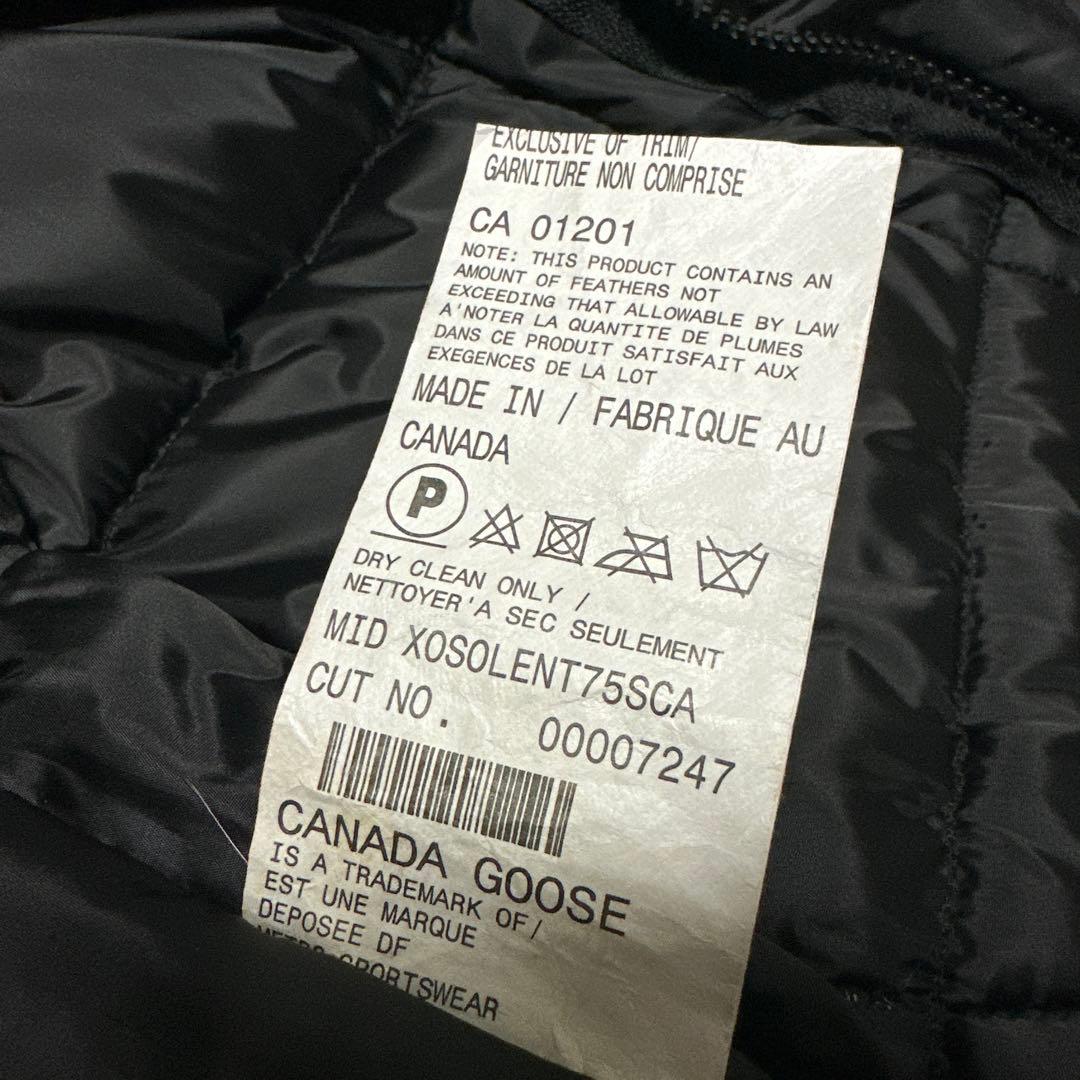 EXCLUSIVE OF TRIM/
GARNITURE NON COMPRISE
CA 01201
NOTE: THIS PRODUCT CONTAINS AN
AMOUNT OF FEATHERS NOT
EXCEEDING THAT ALLOWABLE BY LAW
A'NOTER LA QUANTITE DE PLUMES
DANS CE PRODUIT SATISFAIT AUX
EXEGENCES DE LA LOT
MADE IN / FABRIQUE AU
CANADA
P
DRY CLEAN ONLY /
NETTOYER'A SEC SEULEMENT
MID XOSOLENT75SCA
CUT NO. 00007247
CANADA GOOSE
IS A TRADEMARK OF/
EST UNE MARQUE
DEPOSEE DF
METRO SPORTSWEAR